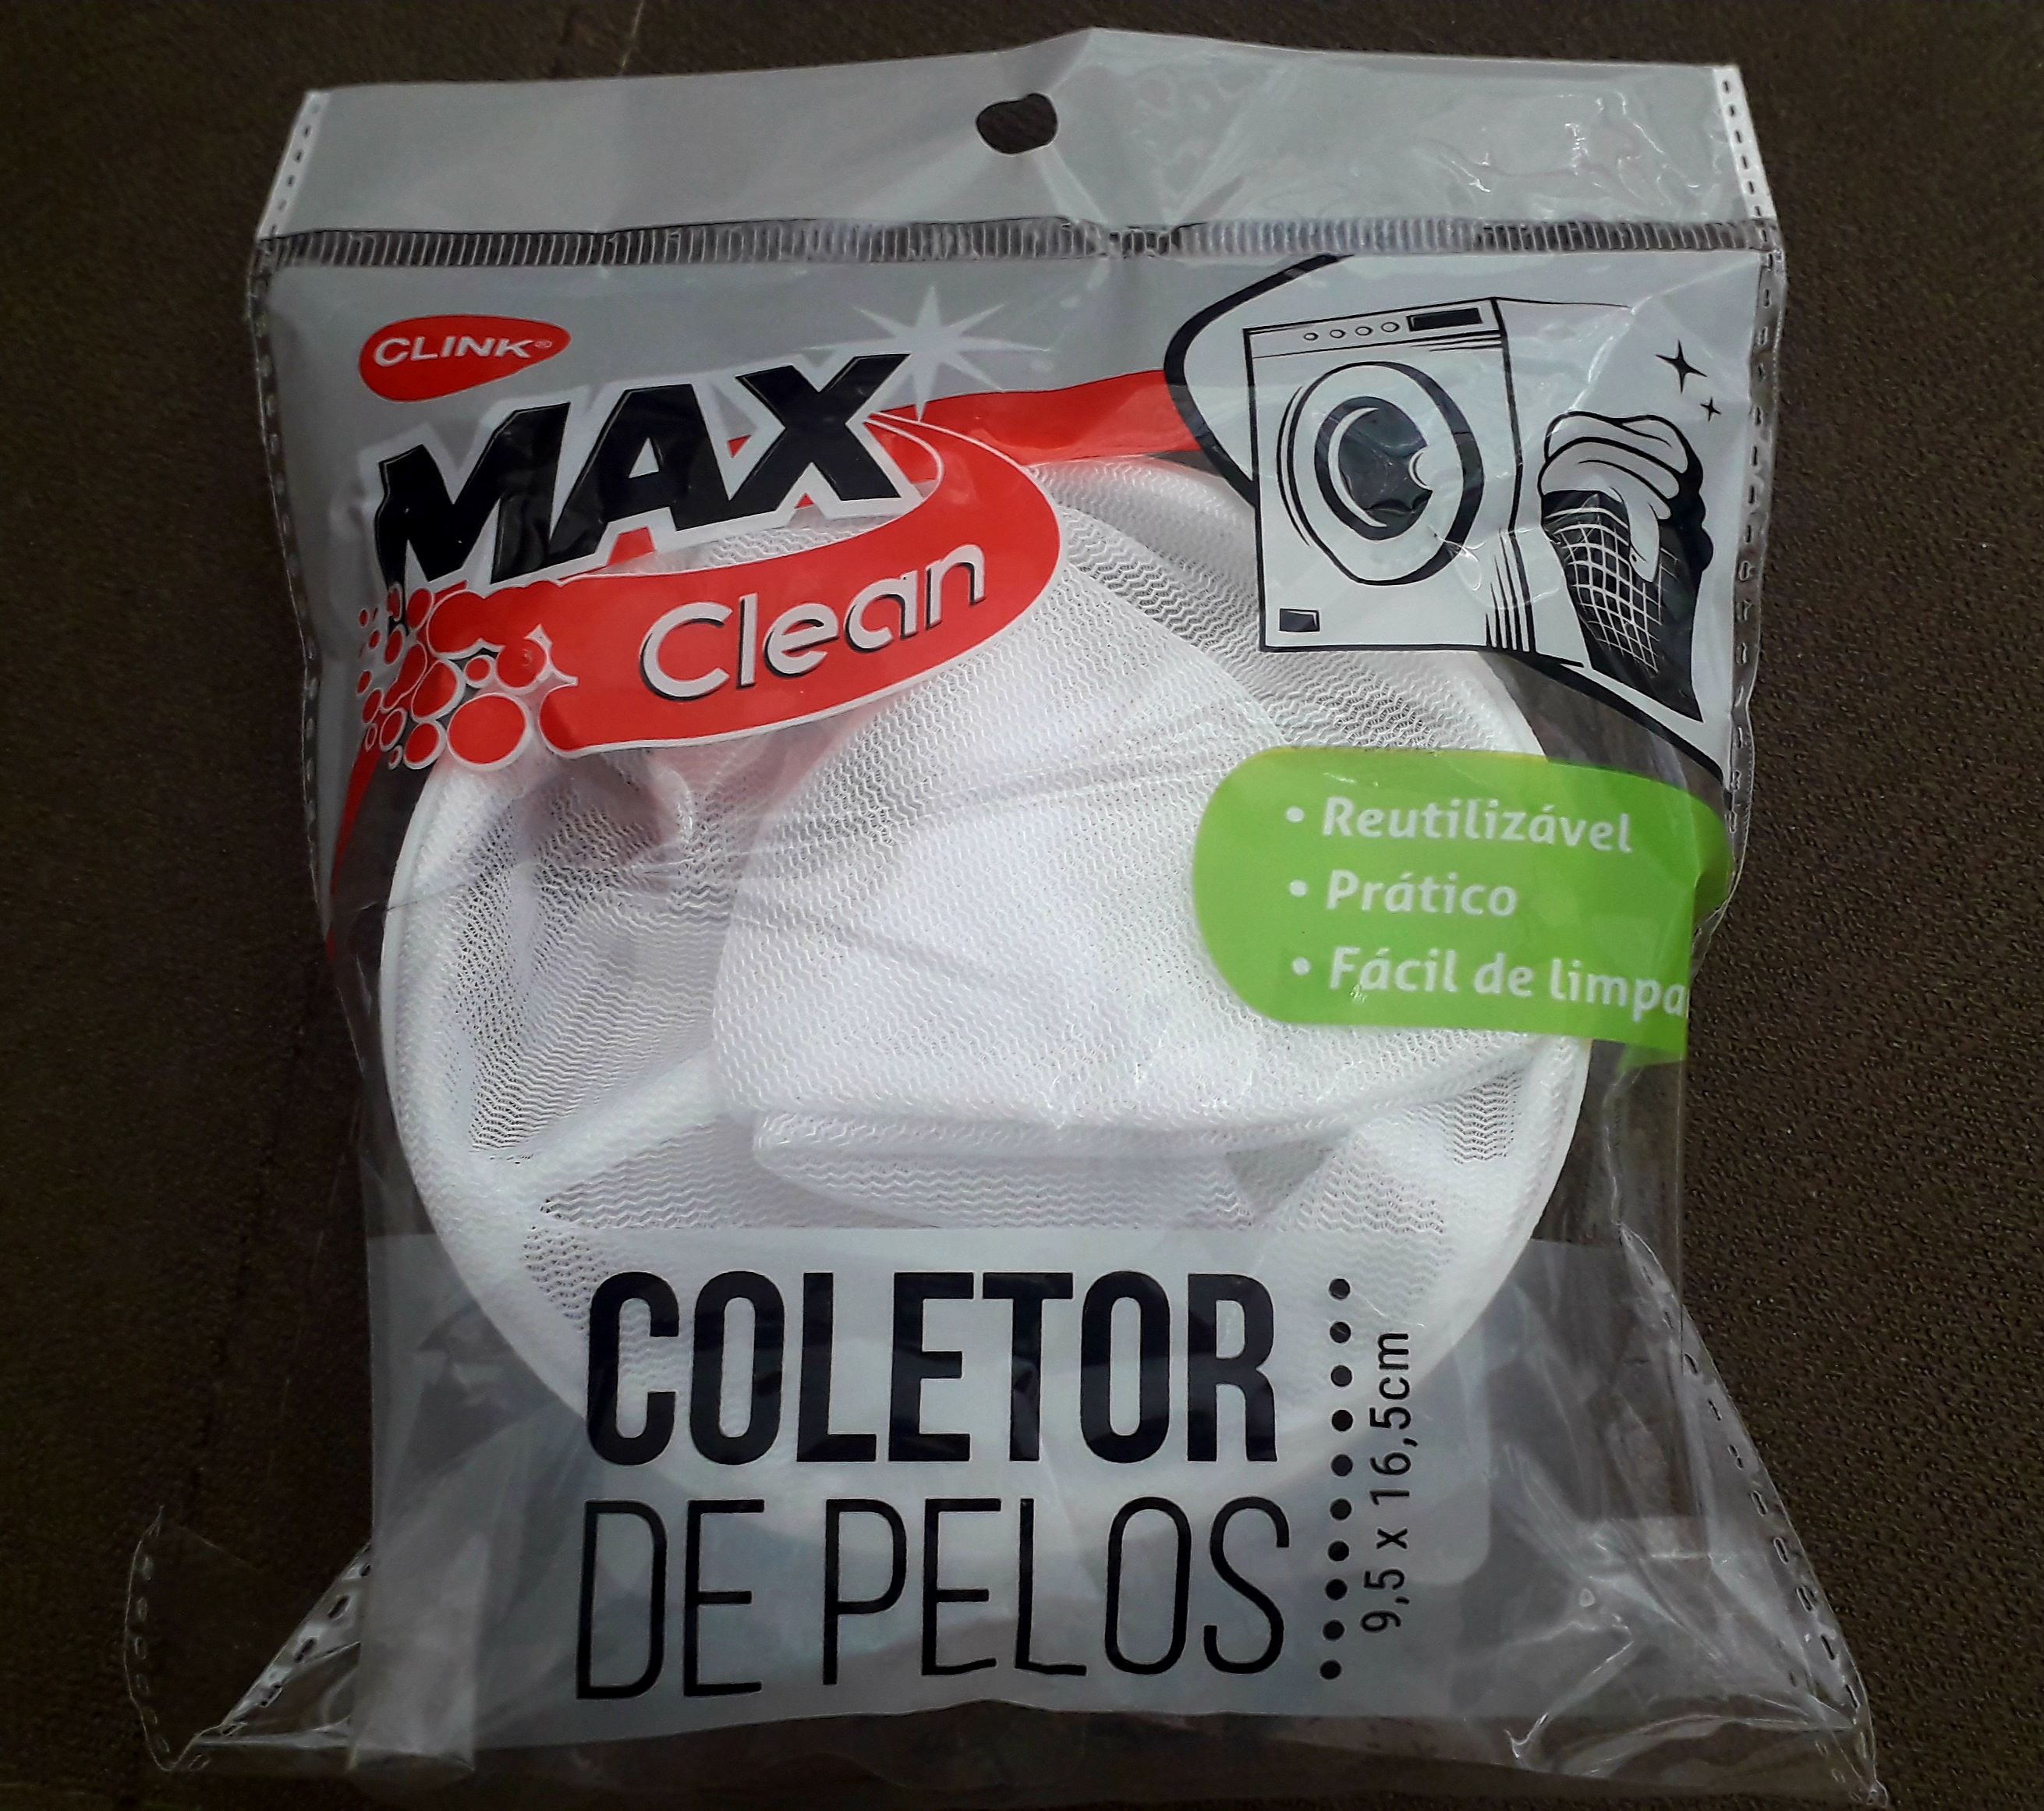 CLINK®
MAX
Clean
• Reutilizável
• Prático
• Fácil de limpa
COLETOR
DE PELOS
9,5 x 16,5cm